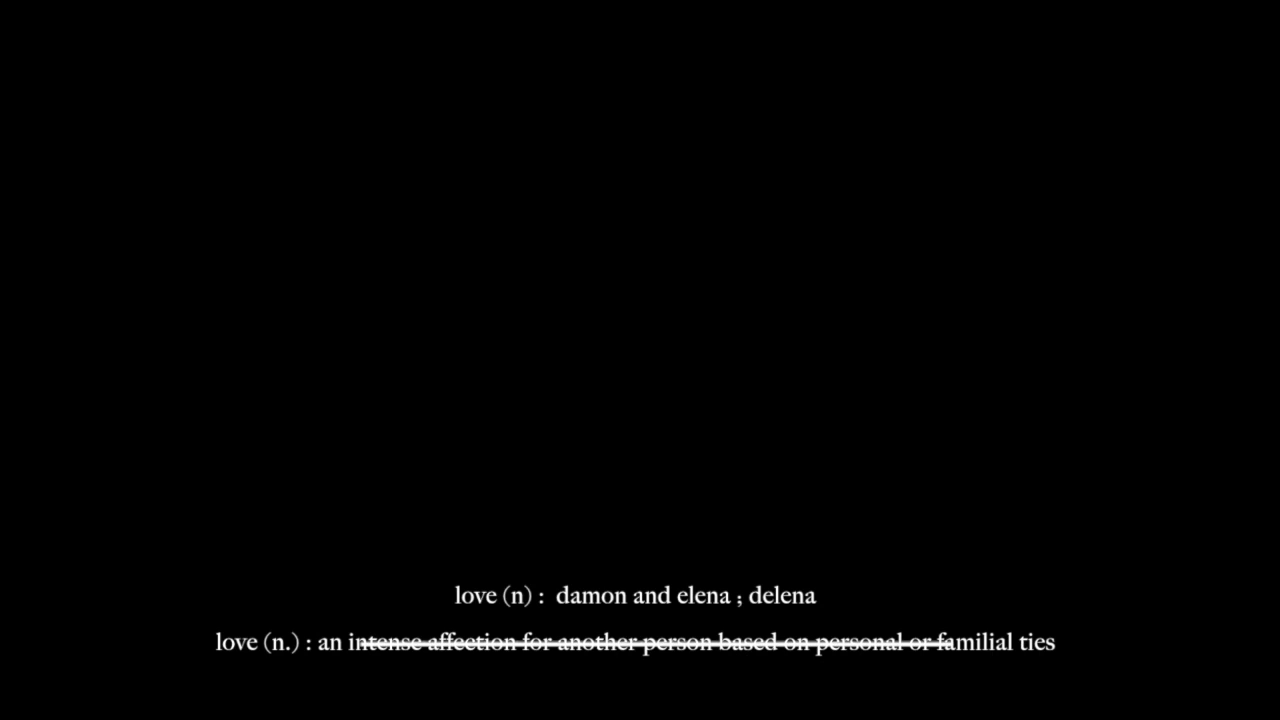 love (n) : damon and elena ; delena
love (n.) : an intense affection for another person based on personal or familial ties